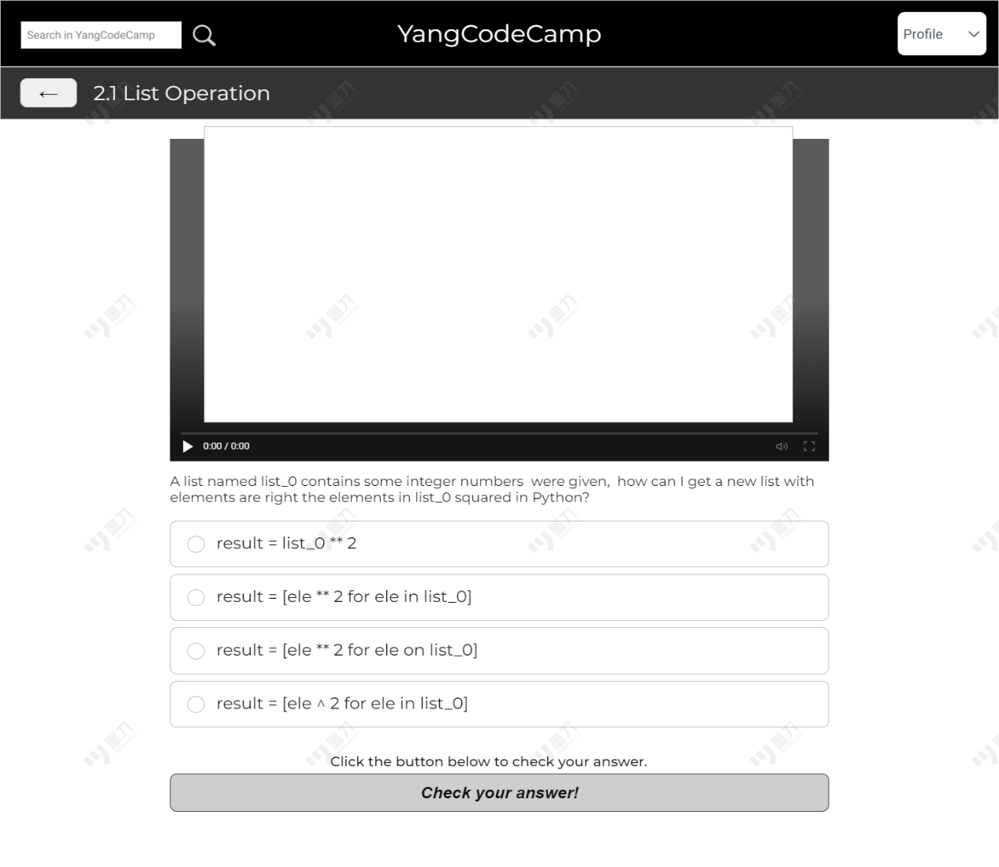 Search in YangCodeCamp
YangCodeCamp
Profile
← 2.1 List Operation
0:00 / 0:00
A list named list_0 contains some integer numbers  were given,  how can I get a new list with
elements are right the elements in list_0 squared in Python?
result = list_0 ** 2
result = [ele ** 2 for ele in list_0]
result = [ele ** 2 for ele on list_0]
result = [ele ^ 2 for ele in list_0]
Click the button below to check your answer.
Check your answer!
墨刀